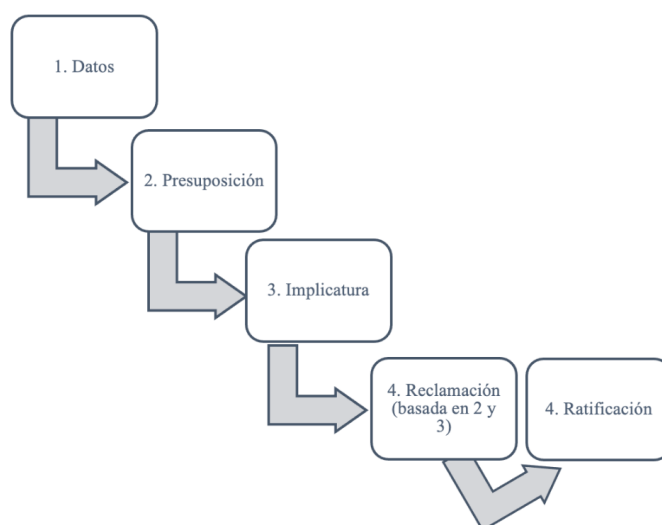 1. Datos
2. Presuposición
3. Implicatura
4. Reclamación
(basada en 2 y
3)
4. Ratificación